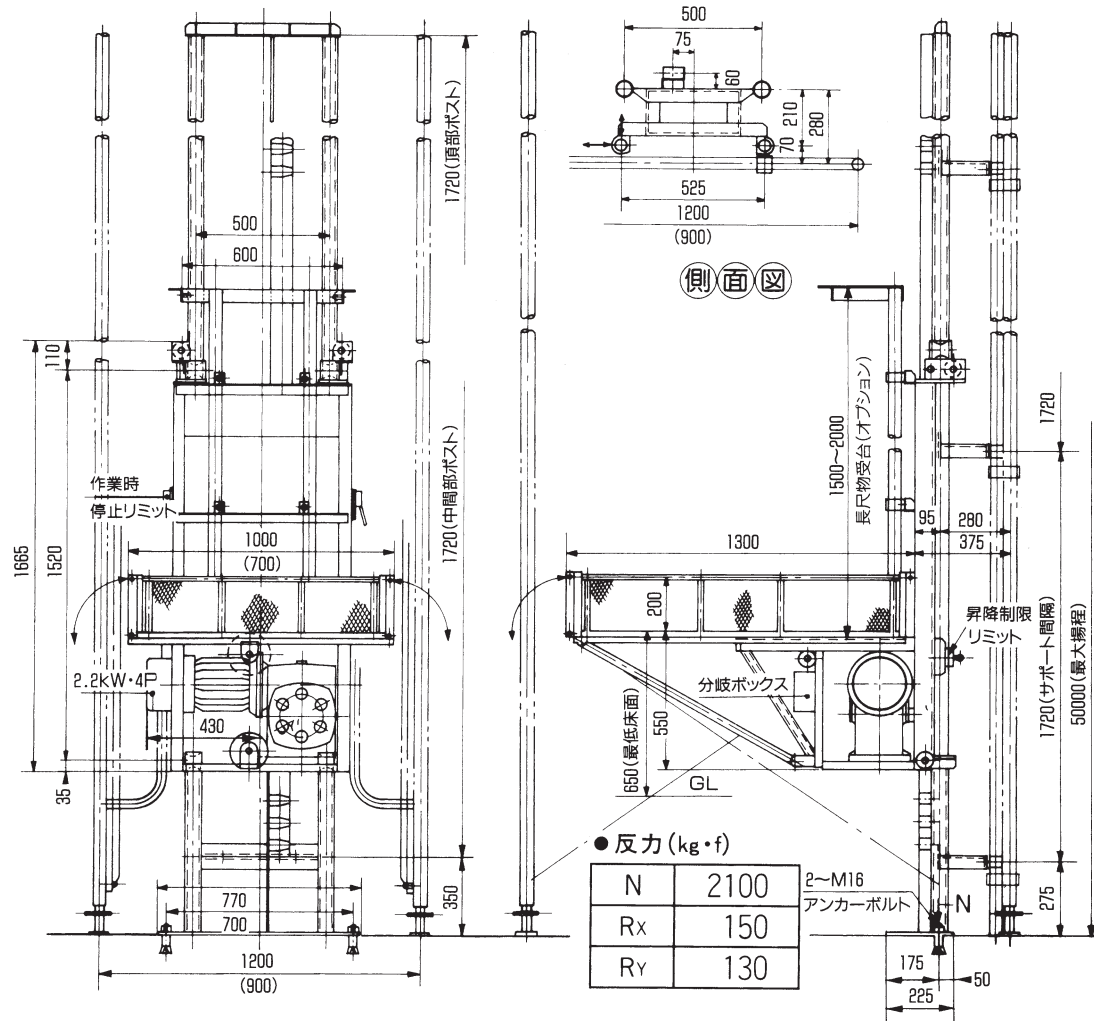 500
75
60
210
280
70
525
1200
(900)
側面図
1720(頂部ポスト)
500
600
110
1665
1520
35
作業時
停止リミット
1720(中間部ポスト)
1000
(700)
2.2kW・4P
430
350
770
700
1200
(900)
1500~2000
長尺物受台(オプション)
1300
95
280
375
1720
200
昇降制限
リミット
分岐ボックス
550
650(最低床面)
GL
1720(サポート間隔)
50000(最大揚程)
●反力(kg・f)
N 2100
RX 150
RY 130
2~M16
アンカーボルト
N
275
175
50
225